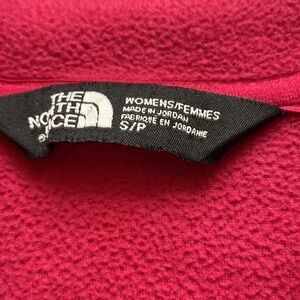 THE
NORTH
FACE
WOMENS/FEMMES
MADE IN JORDAN
FABRIQUÉ EN JORDANIE
S/P